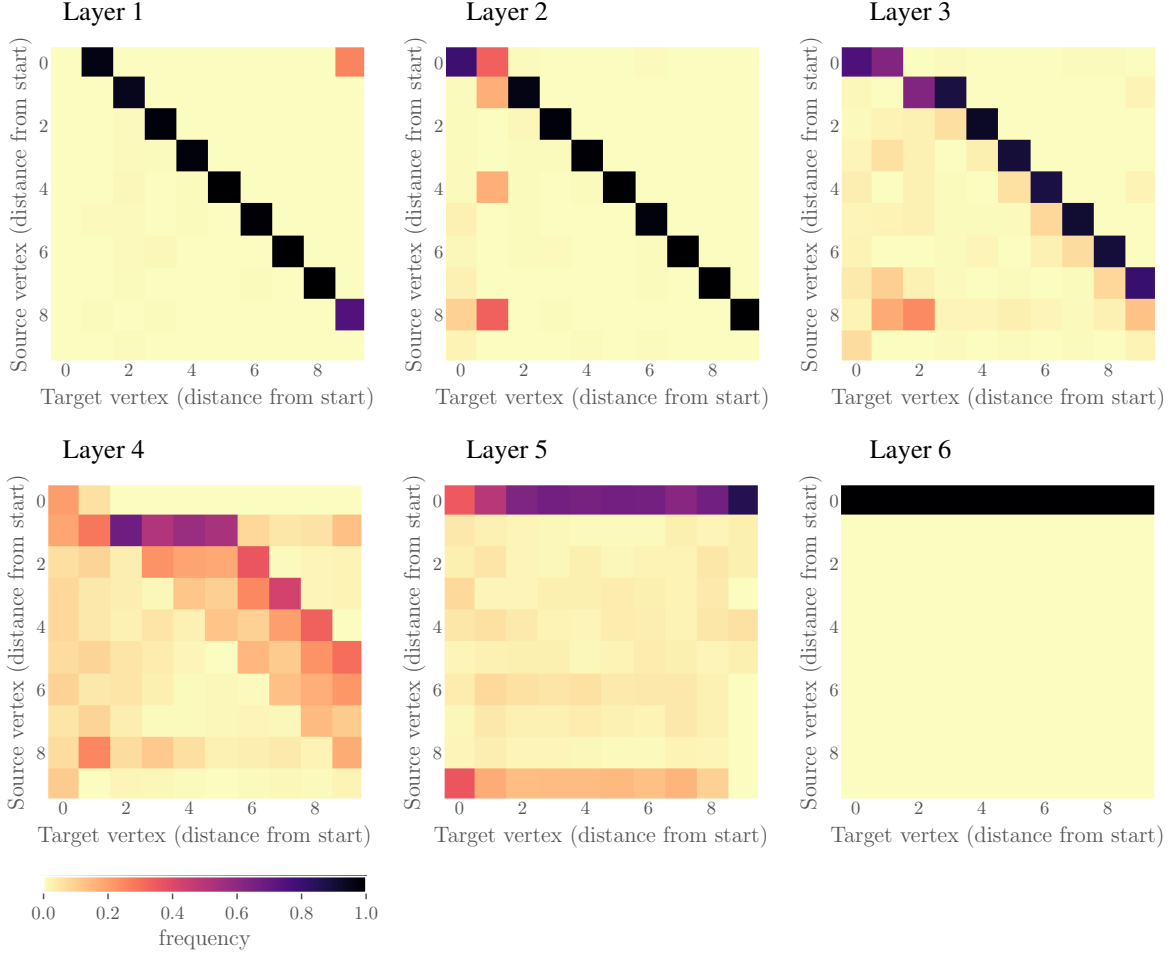 Layer 1
Layer 2
Layer 3
Source vertex (distance from start)
0
2
4
6
8
0 2 4 6 8
Target vertex (distance from start)
Source vertex (distance from start)
0
2
4
6
8
0 2 4 6 8
Target vertex (distance from start)
Source vertex (distance from start)
0
2
4
6
8
0 2 4 6 8
Target vertex (distance from start)
Layer 4
Layer 5
Layer 6
Source vertex (distance from start)
0
2
4
6
8
0 2 4 6 8
Target vertex (distance from start)
Source vertex (distance from start)
0
2
4
6
8
0 2 4 6 8
Target vertex (distance from start)
Source vertex (distance from start)
0
2
4
6
8
0 2 4 6 8
Target vertex (distance from start)
0.0 0.2 0.4 0.6 0.8 1.0
frequency